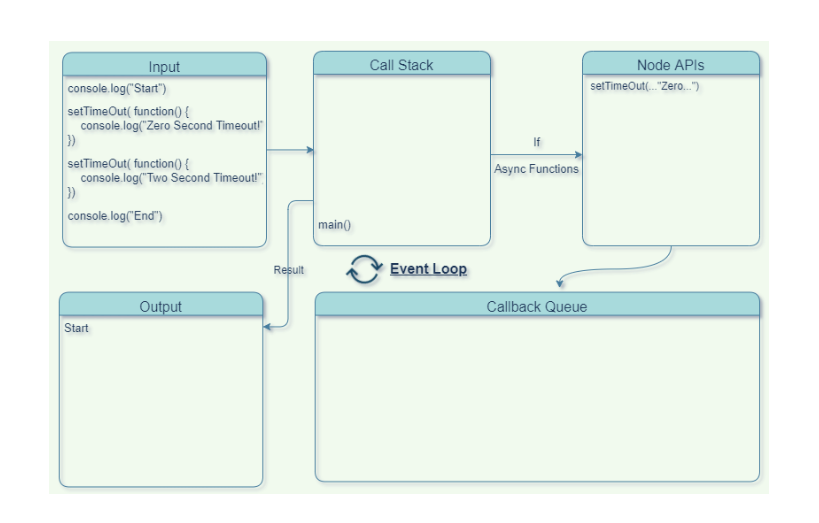 Input
console.log("Start")
setTimeOut( function() {
console.log("Zero Second Timeout!"
})
setTimeOut( function() {
console.log("Two Second Timeout!"
})
console.log("End")
Call Stack
main()
If
Async Functions
Node APIs
setTimeOut(..."Zero...")
Result
Event Loop
Output
Start
Callback Queue